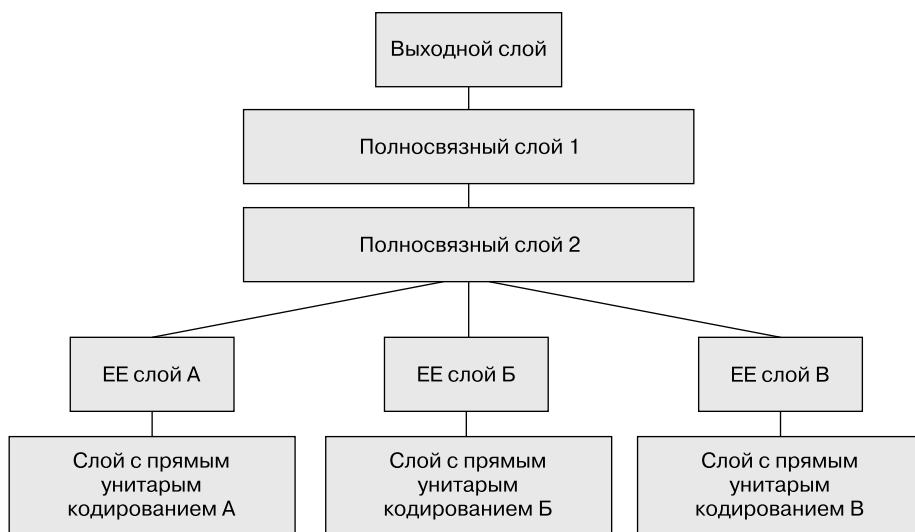 Выходной слой
Полносвязный слой 1
Полносвязный слой 2
ЕЕ слой А
ЕЕ слой Б
ЕЕ слой В
Слой с прямым
унитарым
кодированием А
Слой с прямым
унитарым
кодированием Б
Слой с прямым
унитарым
кодированием В